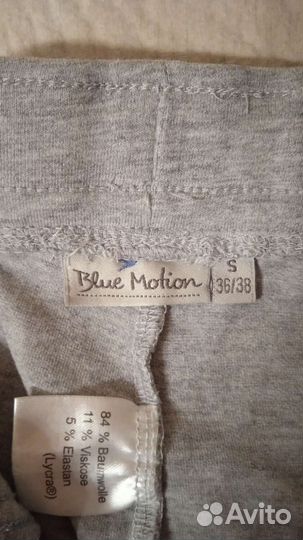 Blue Motion
S
36/38
84 % Baumwolle
11 % Viskose
5 % Elastan
(Lycra®)
Avito